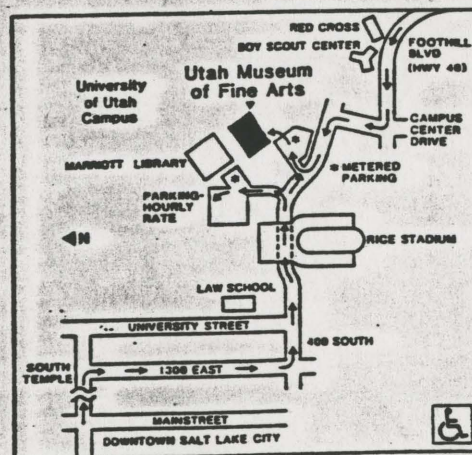 RED CROSS
BOY SCOUT CENTER
FOOTHILL
BLVD
(HWY 40)
University
of Utah
Campus
Utah Museum
of Fine Arts
CAMPUS
CENTER
DRIVE
MARRIOTT LIBRARY
*
*
* METERED
PARKING
PARKING-
HOURLY
RATE
N
RICE STADIUM
LAW SCHOOL
UNIVERSITY STREET
400 SOUTH
SOUTH
TEMPLE
1300 EAST
MAINSTREET
DOWNTOWN SALT LAKE CITY